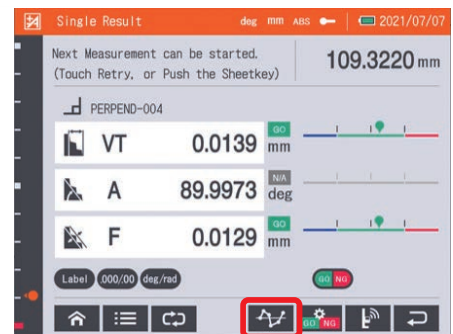 Single Result deg mm ABS 2021/07/07
Next Measurement can be started.
(Touch Retry, or Push the Sheetkey)
109.3220 mm
PERPEND-004
VT 0.0139 GO mm
A 89.9973 N/A deg
F 0.0129 GO mm
Label .000/.00 deg/rad GO NG
GO NG